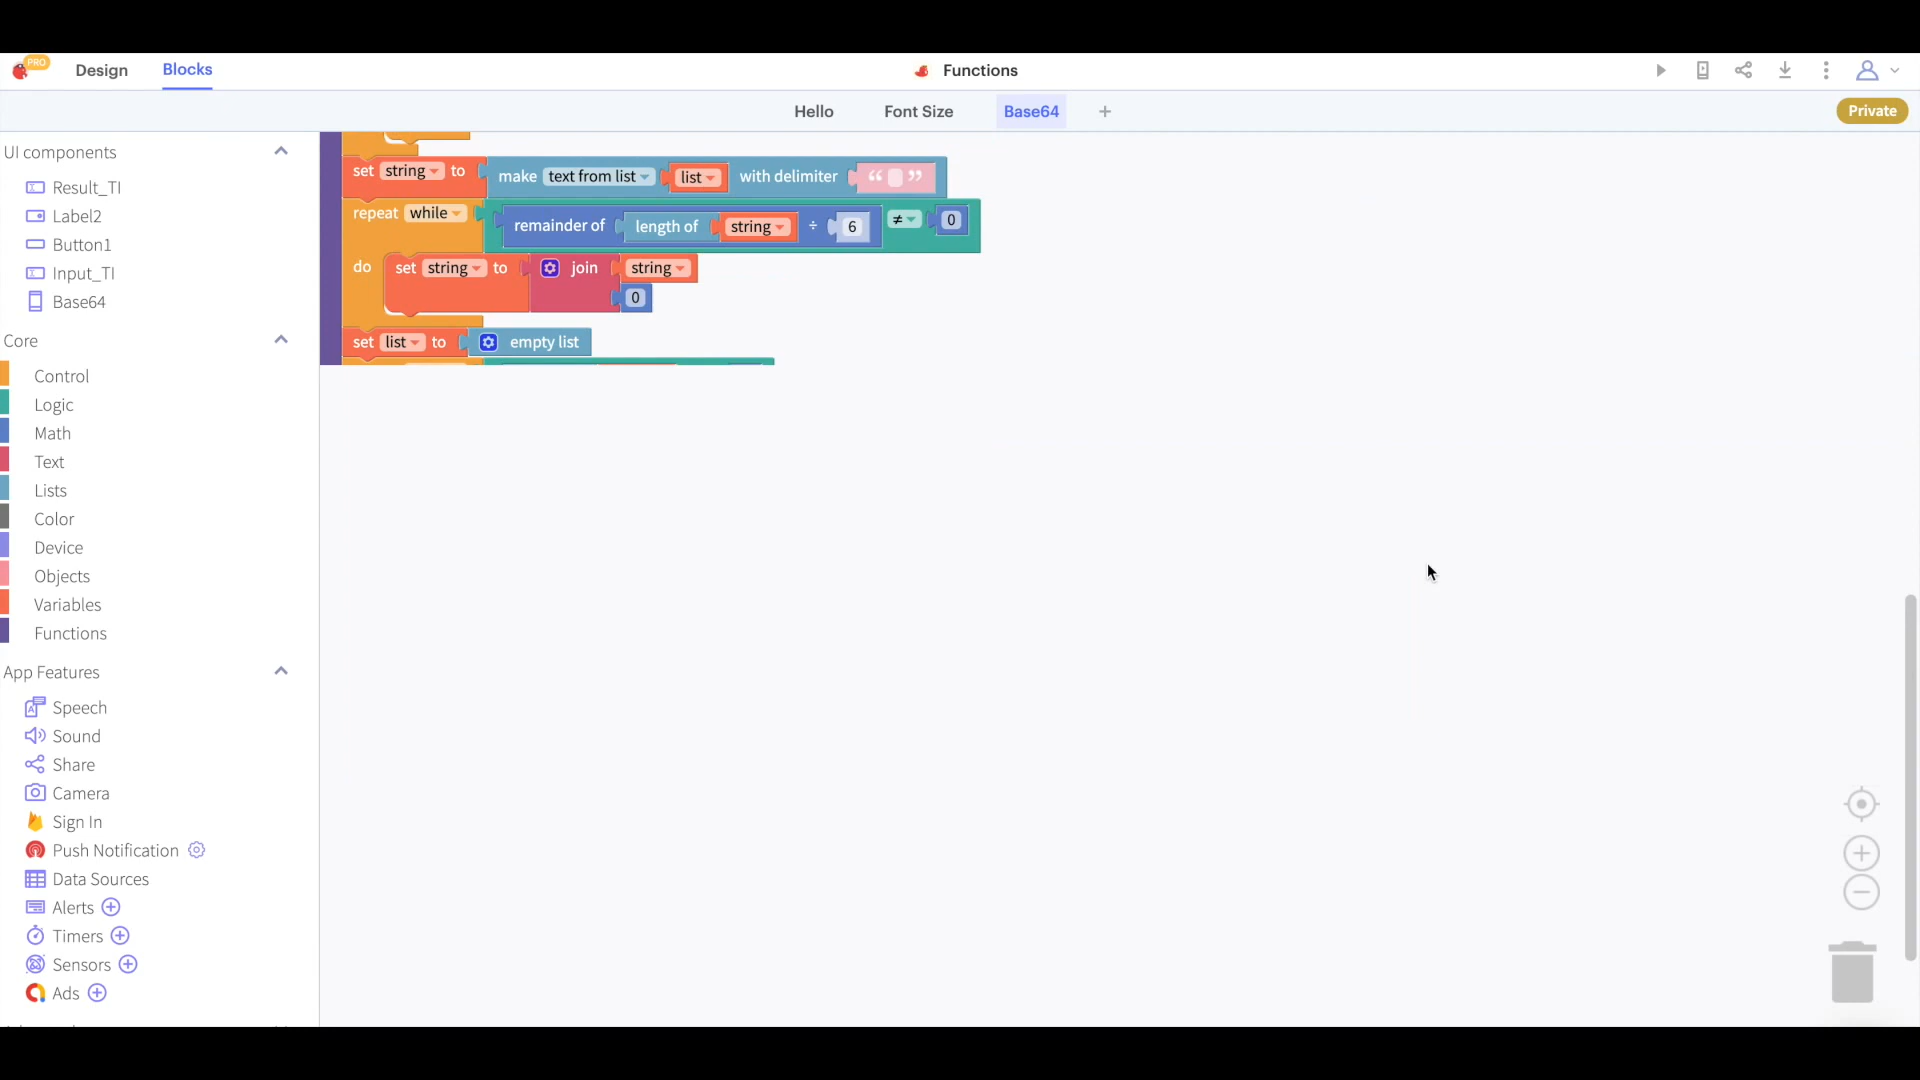 PRO
Design Blocks
Functions
Hello Font Size Base64 +
Private
UI components
Result_TI
Label2
Button1
Input_TI
Base64
Core
Control
Logic
Math
Text
Lists
Color
Device
Objects
Variables
Functions
App Features
Speech
Sound
Share
Camera
Sign In
Push Notification
Data Sources
Alerts
Timers
Sensors
Ads
set string to make text from list list with delimiter “ ”
repeat while remainder of length of string ÷ 6 ≠ 0
do set string to join string
0
set list to empty list